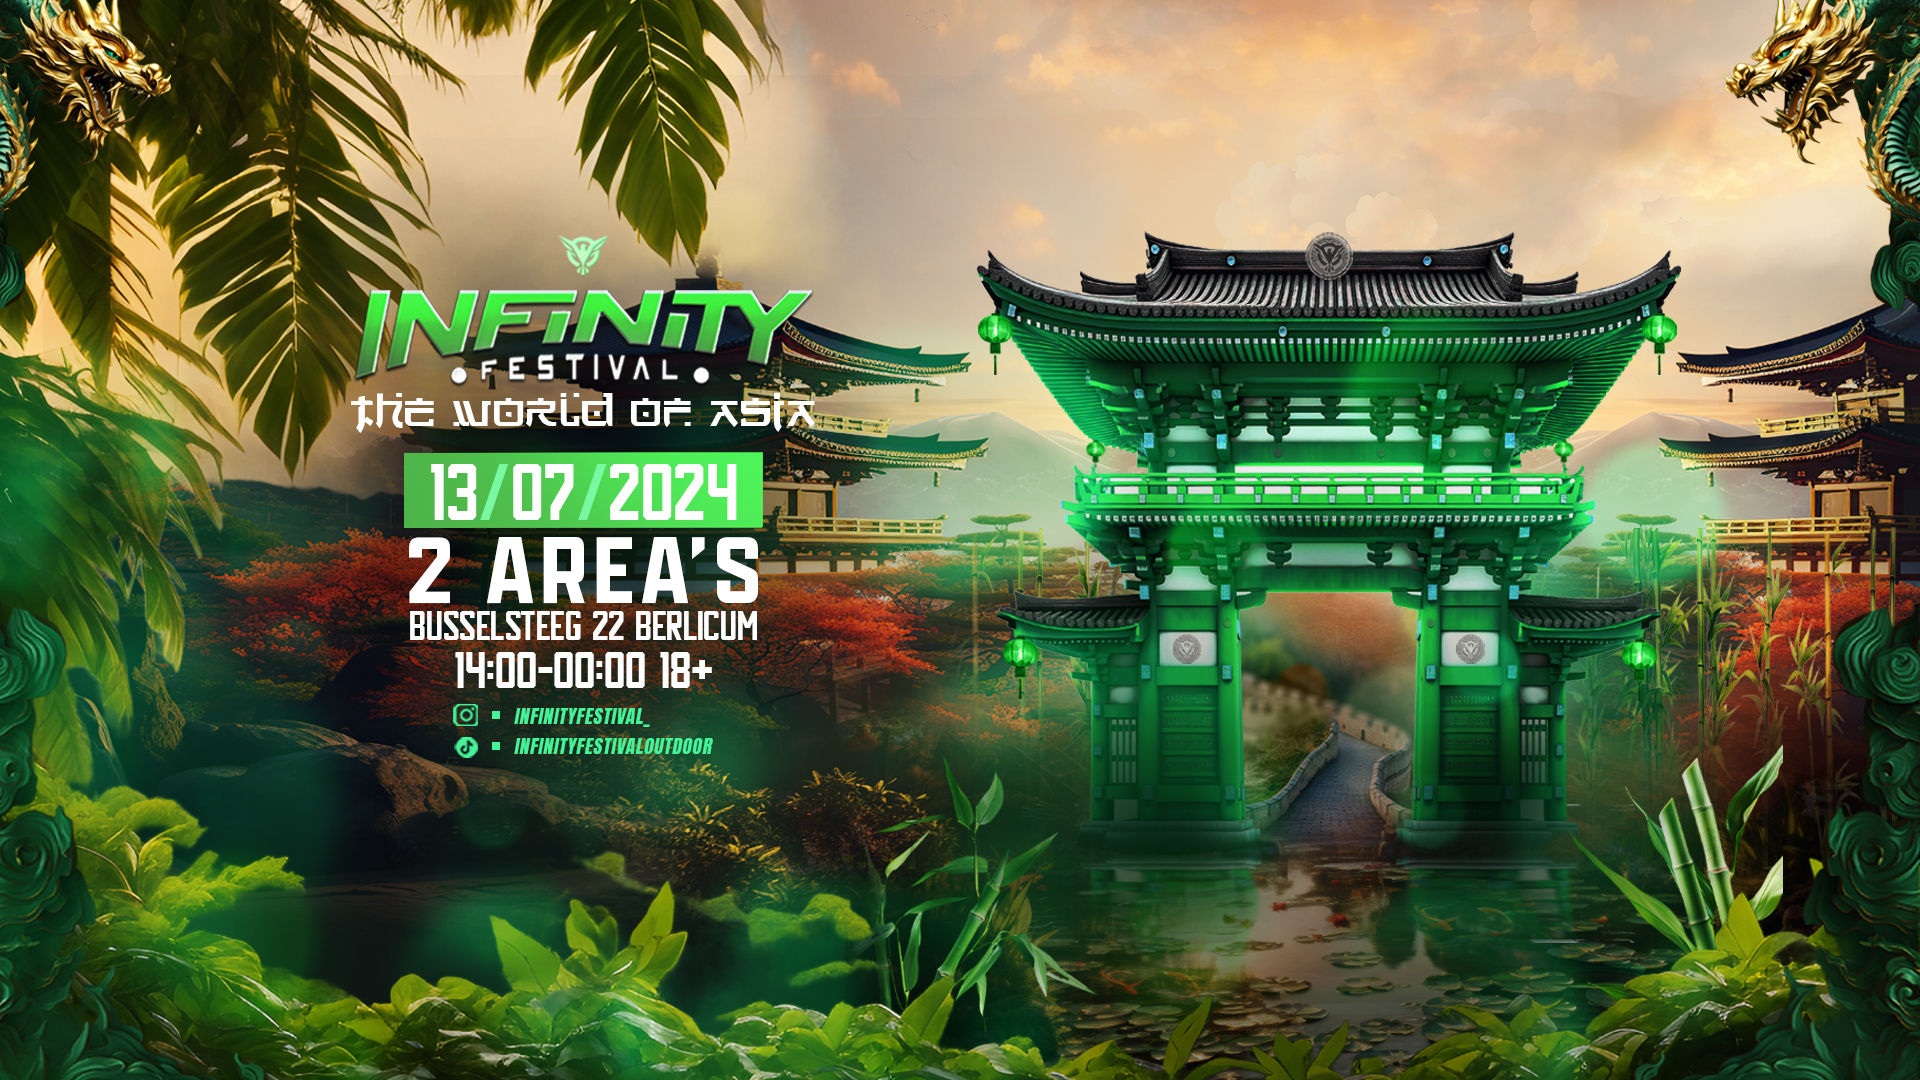 INFINITY
FESTIVAL
THE WORLD OF ASIA
13/07/2024
2 AREA'S
BUSSELSTEEG 22 BERLICUM
14:00-00:00 18+
INFINITYFESTIVAL_
INFINITYFESTIVALOUTDOOR